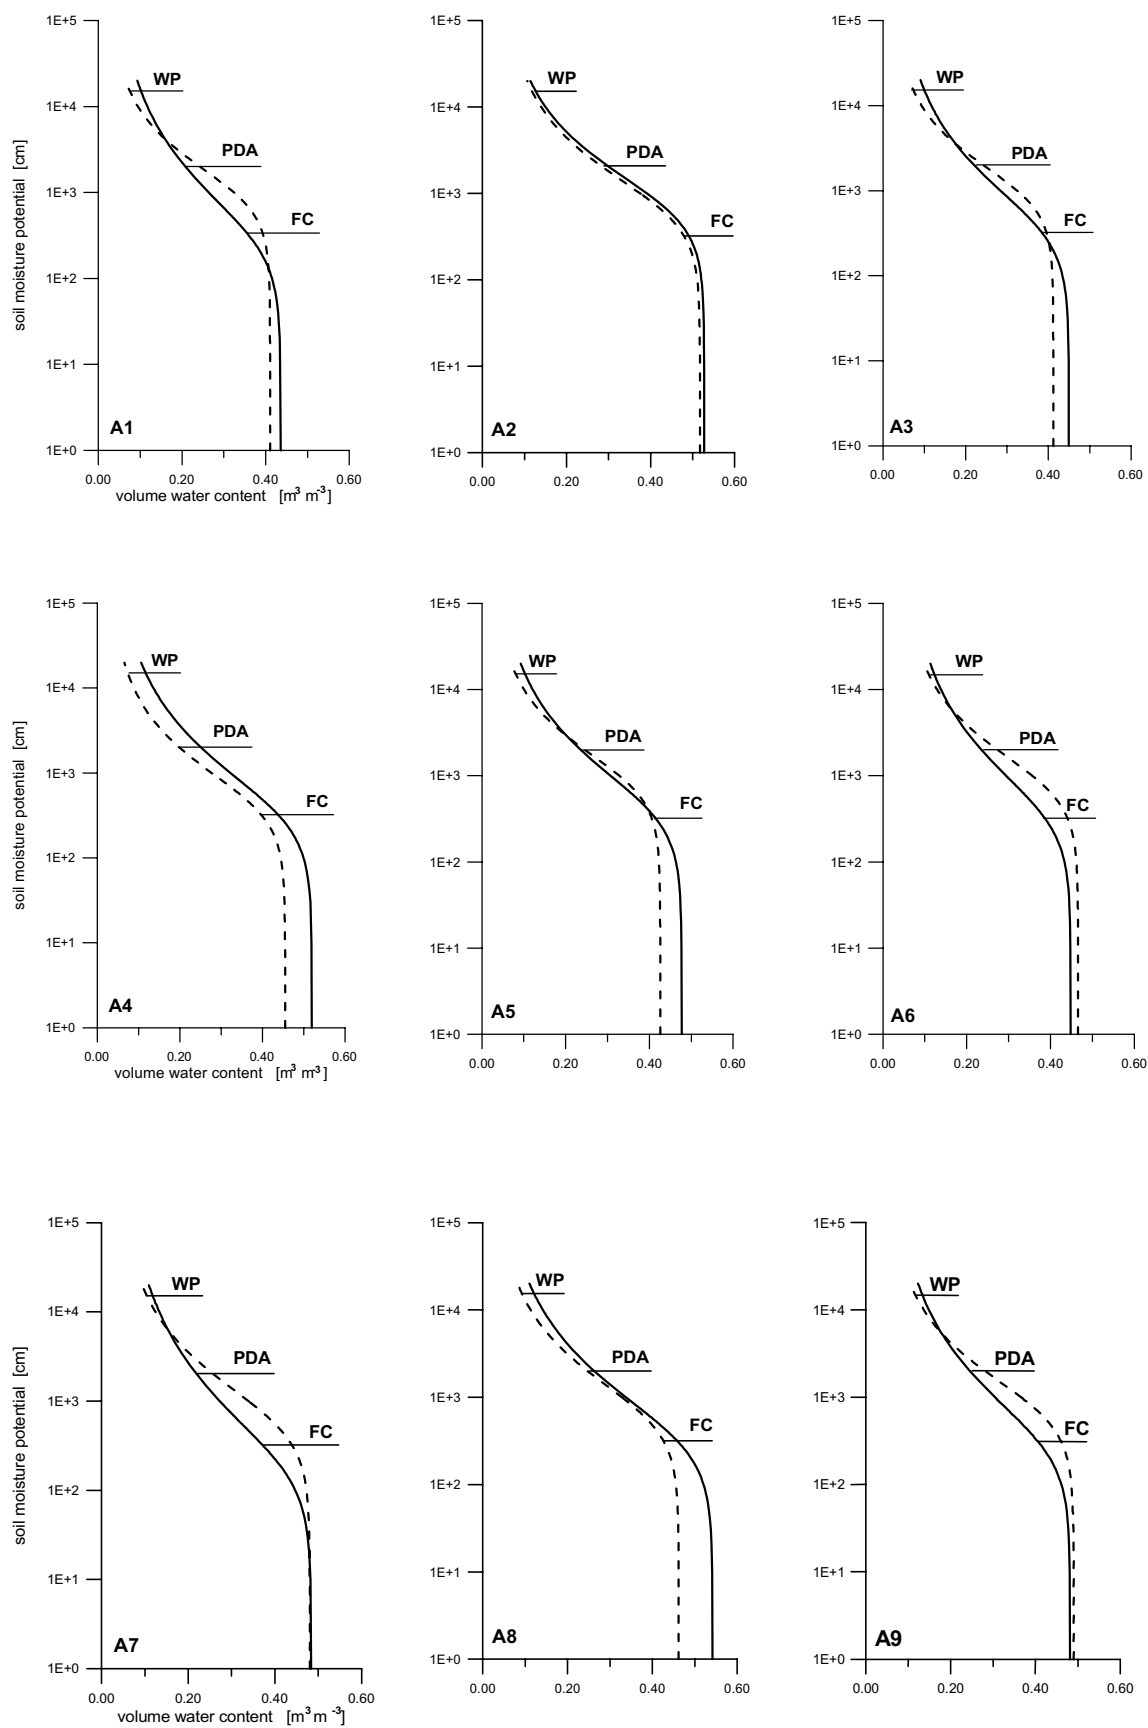 1E+5 1E+5 1E+5
WP WP WP
1E+4 1E+4 1E+4
PDA PDA PDA
soil moisture potential [cm]
1E+3 1E+3 1E+3
FC FC FC
1E+2 1E+2 1E+2
1E+1 1E+1 1E+1
A1 A2 A3
1E+0 1E+0 1E+0
0.00 0.20 0.40 0.60 0.00 0.20 0.40 0.60 0.00 0.20 0.40 0.60
volume water content [m³ m⁻³]
1E+5 1E+5 1E+5
WP WP WP
1E+4 1E+4 1E+4
PDA PDA PDA
soil moisture potential [cm]
1E+3 1E+3 1E+3
FC FC FC
1E+2 1E+2 1E+2
1E+1 1E+1 1E+1
A4 A5 A6
1E+0 1E+0 1E+0
0.00 0.20 0.40 0.60 0.00 0.20 0.40 0.60 0.00 0.20 0.40 0.60
volume water content [m³ m³]
1E+5 1E+5 1E+5
WP WP WP
1E+4 1E+4 1E+4
PDA PDA PDA
soil moisture potential [cm]
1E+3 1E+3 1E+3
FC FC FC
1E+2 1E+2 1E+2
1E+1 1E+1 1E+1
A7 A8 A9
1E+0 1E+0 1E+0
0.00 0.20 0.40 0.60 0.00 0.20 0.40 0.60 0.00 0.20 0.40 0.60
volume water content [m³ m⁻³]